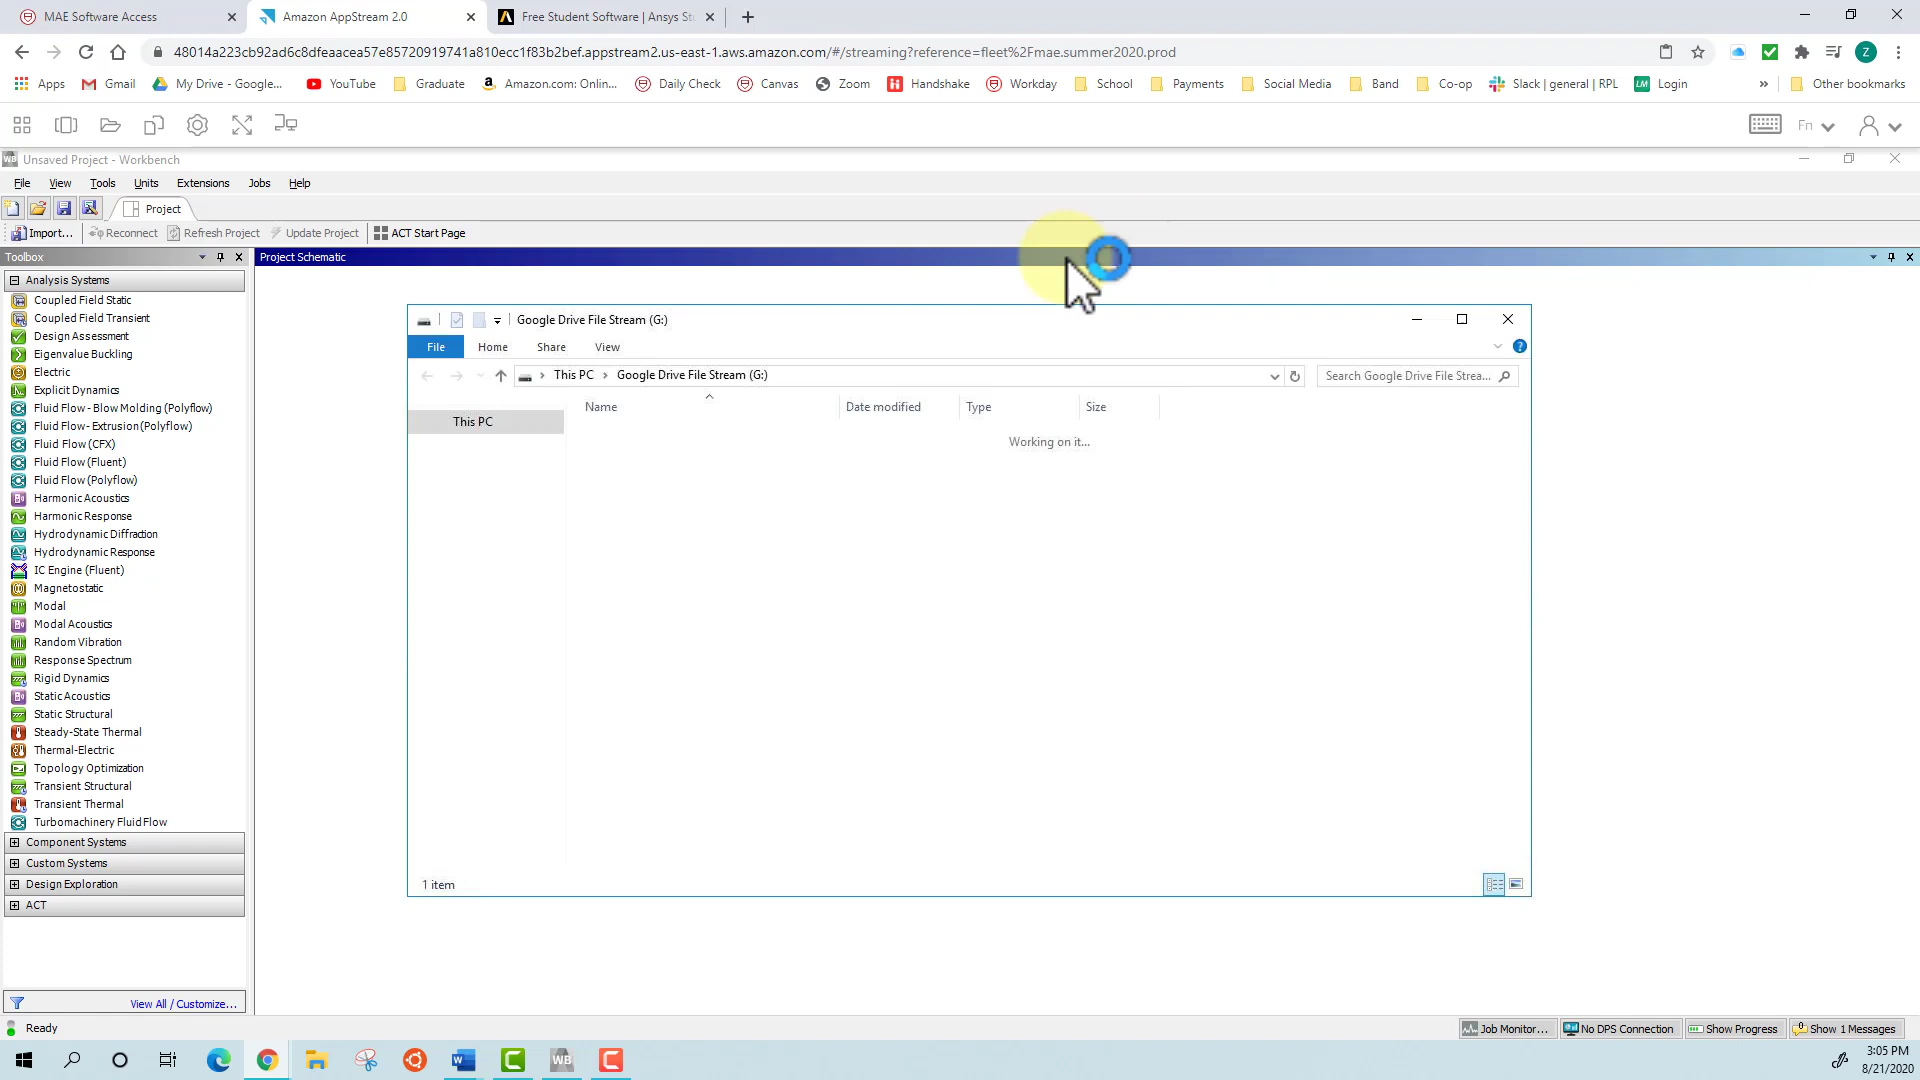 MAE Software Access
Amazon AppStream 2.0
Free Student Software | Ansys Stu
48014a223cb92ad6c8dfeaacea57e85720919741a810ecc1f83b2bef.appstream2.us-east-1.aws.amazon.com/#/streaming?reference=fleet%2Fmae.summer2020.prod
Z
Apps
Gmail
My Drive - Google...
YouTube
Graduate
Amazon.com: Onlin...
Daily Check
Canvas
Zoom
Handshake
Workday
School
Payments
Social Media
Band
Co-op
Slack | general | RPL
LM Login
»
Other bookmarks
Fn
WB Unsaved Project - Workbench
File View Tools Units Extensions Jobs Help
Project
Import... Reconnect Refresh Project Update Project ACT Start Page
Toolbox
Project Schematic
Analysis Systems
Coupled Field Static
Coupled Field Transient
Design Assessment
Eigenvalue Buckling
Electric
Explicit Dynamics
Fluid Flow - Blow Molding (Polyflow)
Fluid Flow- Extrusion (Polyflow)
Fluid Flow (CFX)
Fluid Flow (Fluent)
Fluid Flow (Polyflow)
Harmonic Acoustics
Harmonic Response
Hydrodynamic Diffraction
Hydrodynamic Response
IC Engine (Fluent)
Magnetostatic
Modal
Modal Acoustics
Random Vibration
Response Spectrum
Rigid Dynamics
Static Acoustics
Static Structural
Steady-State Thermal
Thermal-Electric
Topology Optimization
Transient Structural
Transient Thermal
Turbomachinery Fluid Flow
Component Systems
Custom Systems
Design Exploration
ACT
View All / Customize...
Google Drive File Stream (G:)
File Home Share View
This PC > Google Drive File Stream (G:)
Search Google Drive File Strea...
Name Date modified Type Size
This PC
Working on it...
1 item
Ready
Job Monitor... No DPS Connection Show Progress Show 1 Messages
WB
3:05 PM
8/21/2020